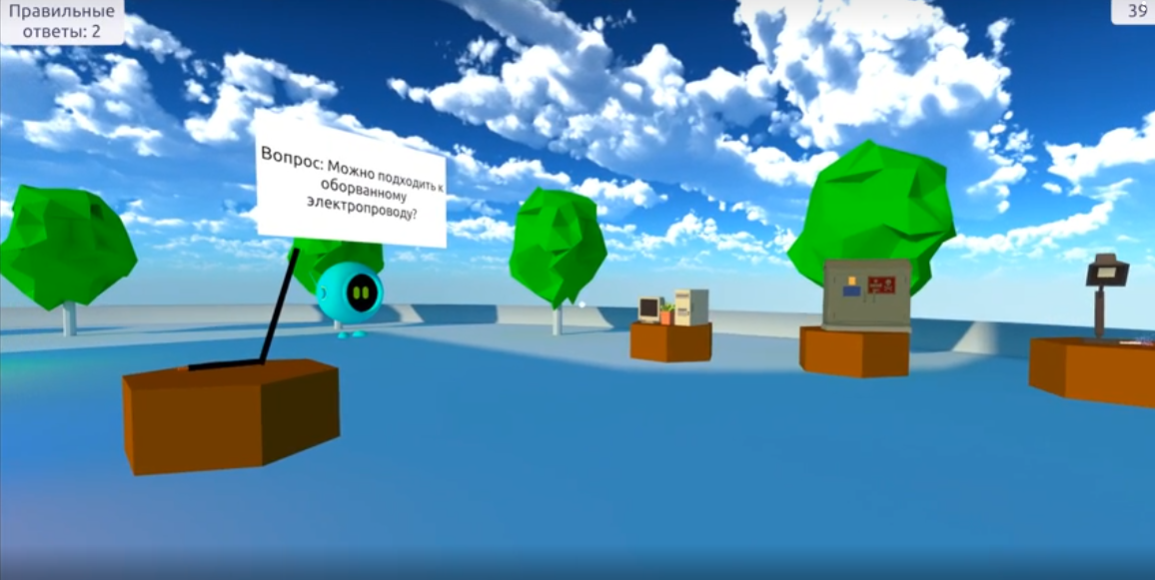 Правильные
ответы: 2
39
Вопрос: Можно подходить к
оборванному
электропроводу?